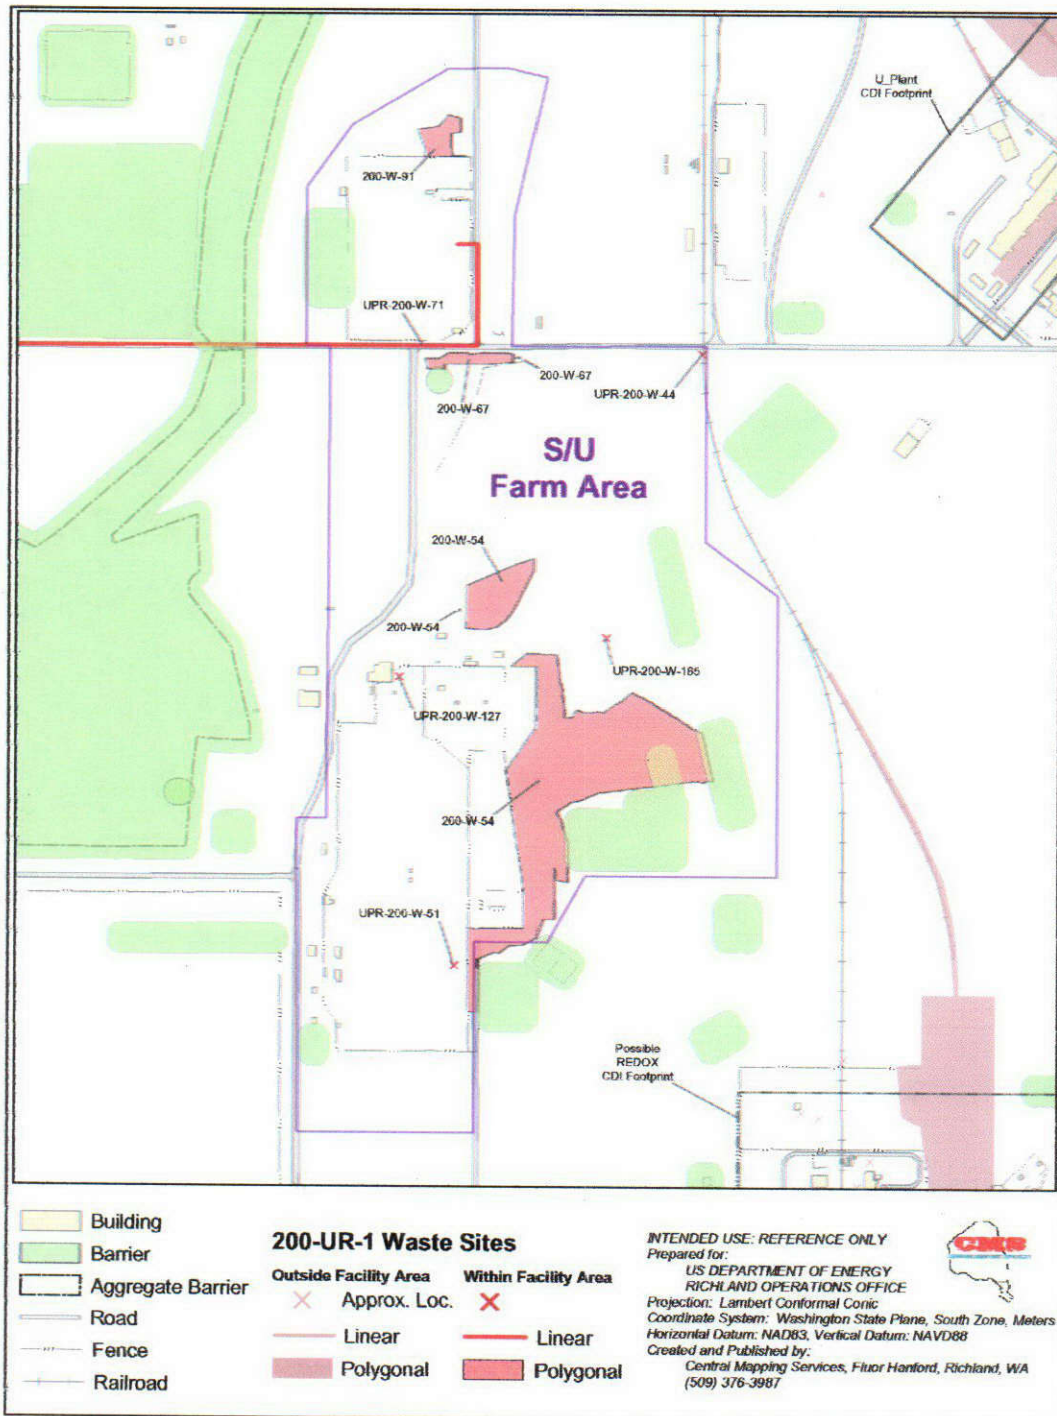 U_Plant
CDI Footprint
200-W-91
UPR-200-W-71
200-W-67
200-W-67
UPR-200-W-44
S/U
Farm Area
200-W-54
200-W-54
UPR-200-W-165
UPR-200-W-127
200-W-54
UPR-200-W-51
Possible
REDOX
CDI Footprint
Building
Barrier
Aggregate Barrier
Road
Fence
Railroad
200-UR-1 Waste Sites
Outside Facility Area Within Facility Area
Approx. Loc.
Linear Linear
Polygonal Polygonal
INTENDED USE: REFERENCE ONLY
Prepared for:
US DEPARTMENT OF ENERGY
RICHLAND OPERATIONS OFFICE
Projection: Lambert Conformal Conic
Coordinate System: Washington State Plane, South Zone, Meters
Horizontal Datum: NAD83, Vertical Datum: NAVD88
Created and Published by:
Central Mapping Services, Fluor Hanford, Richland, WA
(509) 376-3987
CMS